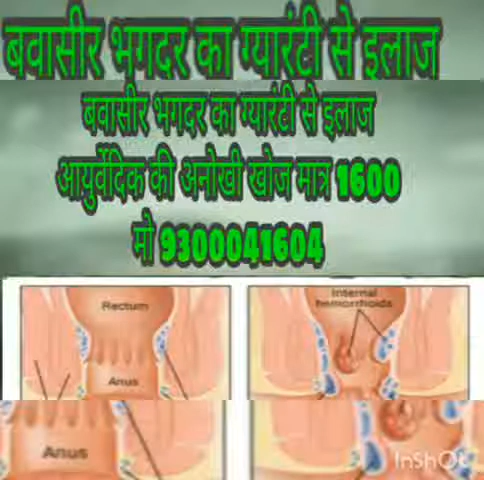 बवासीर भगदर का ग्यारंटी से इलाज
बवासीर भगदर का ग्यारंटी से इलाज
आयुर्वेदिक की अनोखी खोज मात्र 1600
मो 9300041604
Rectum
Internal
hemorrhoids
Anus
Anus
InShOt